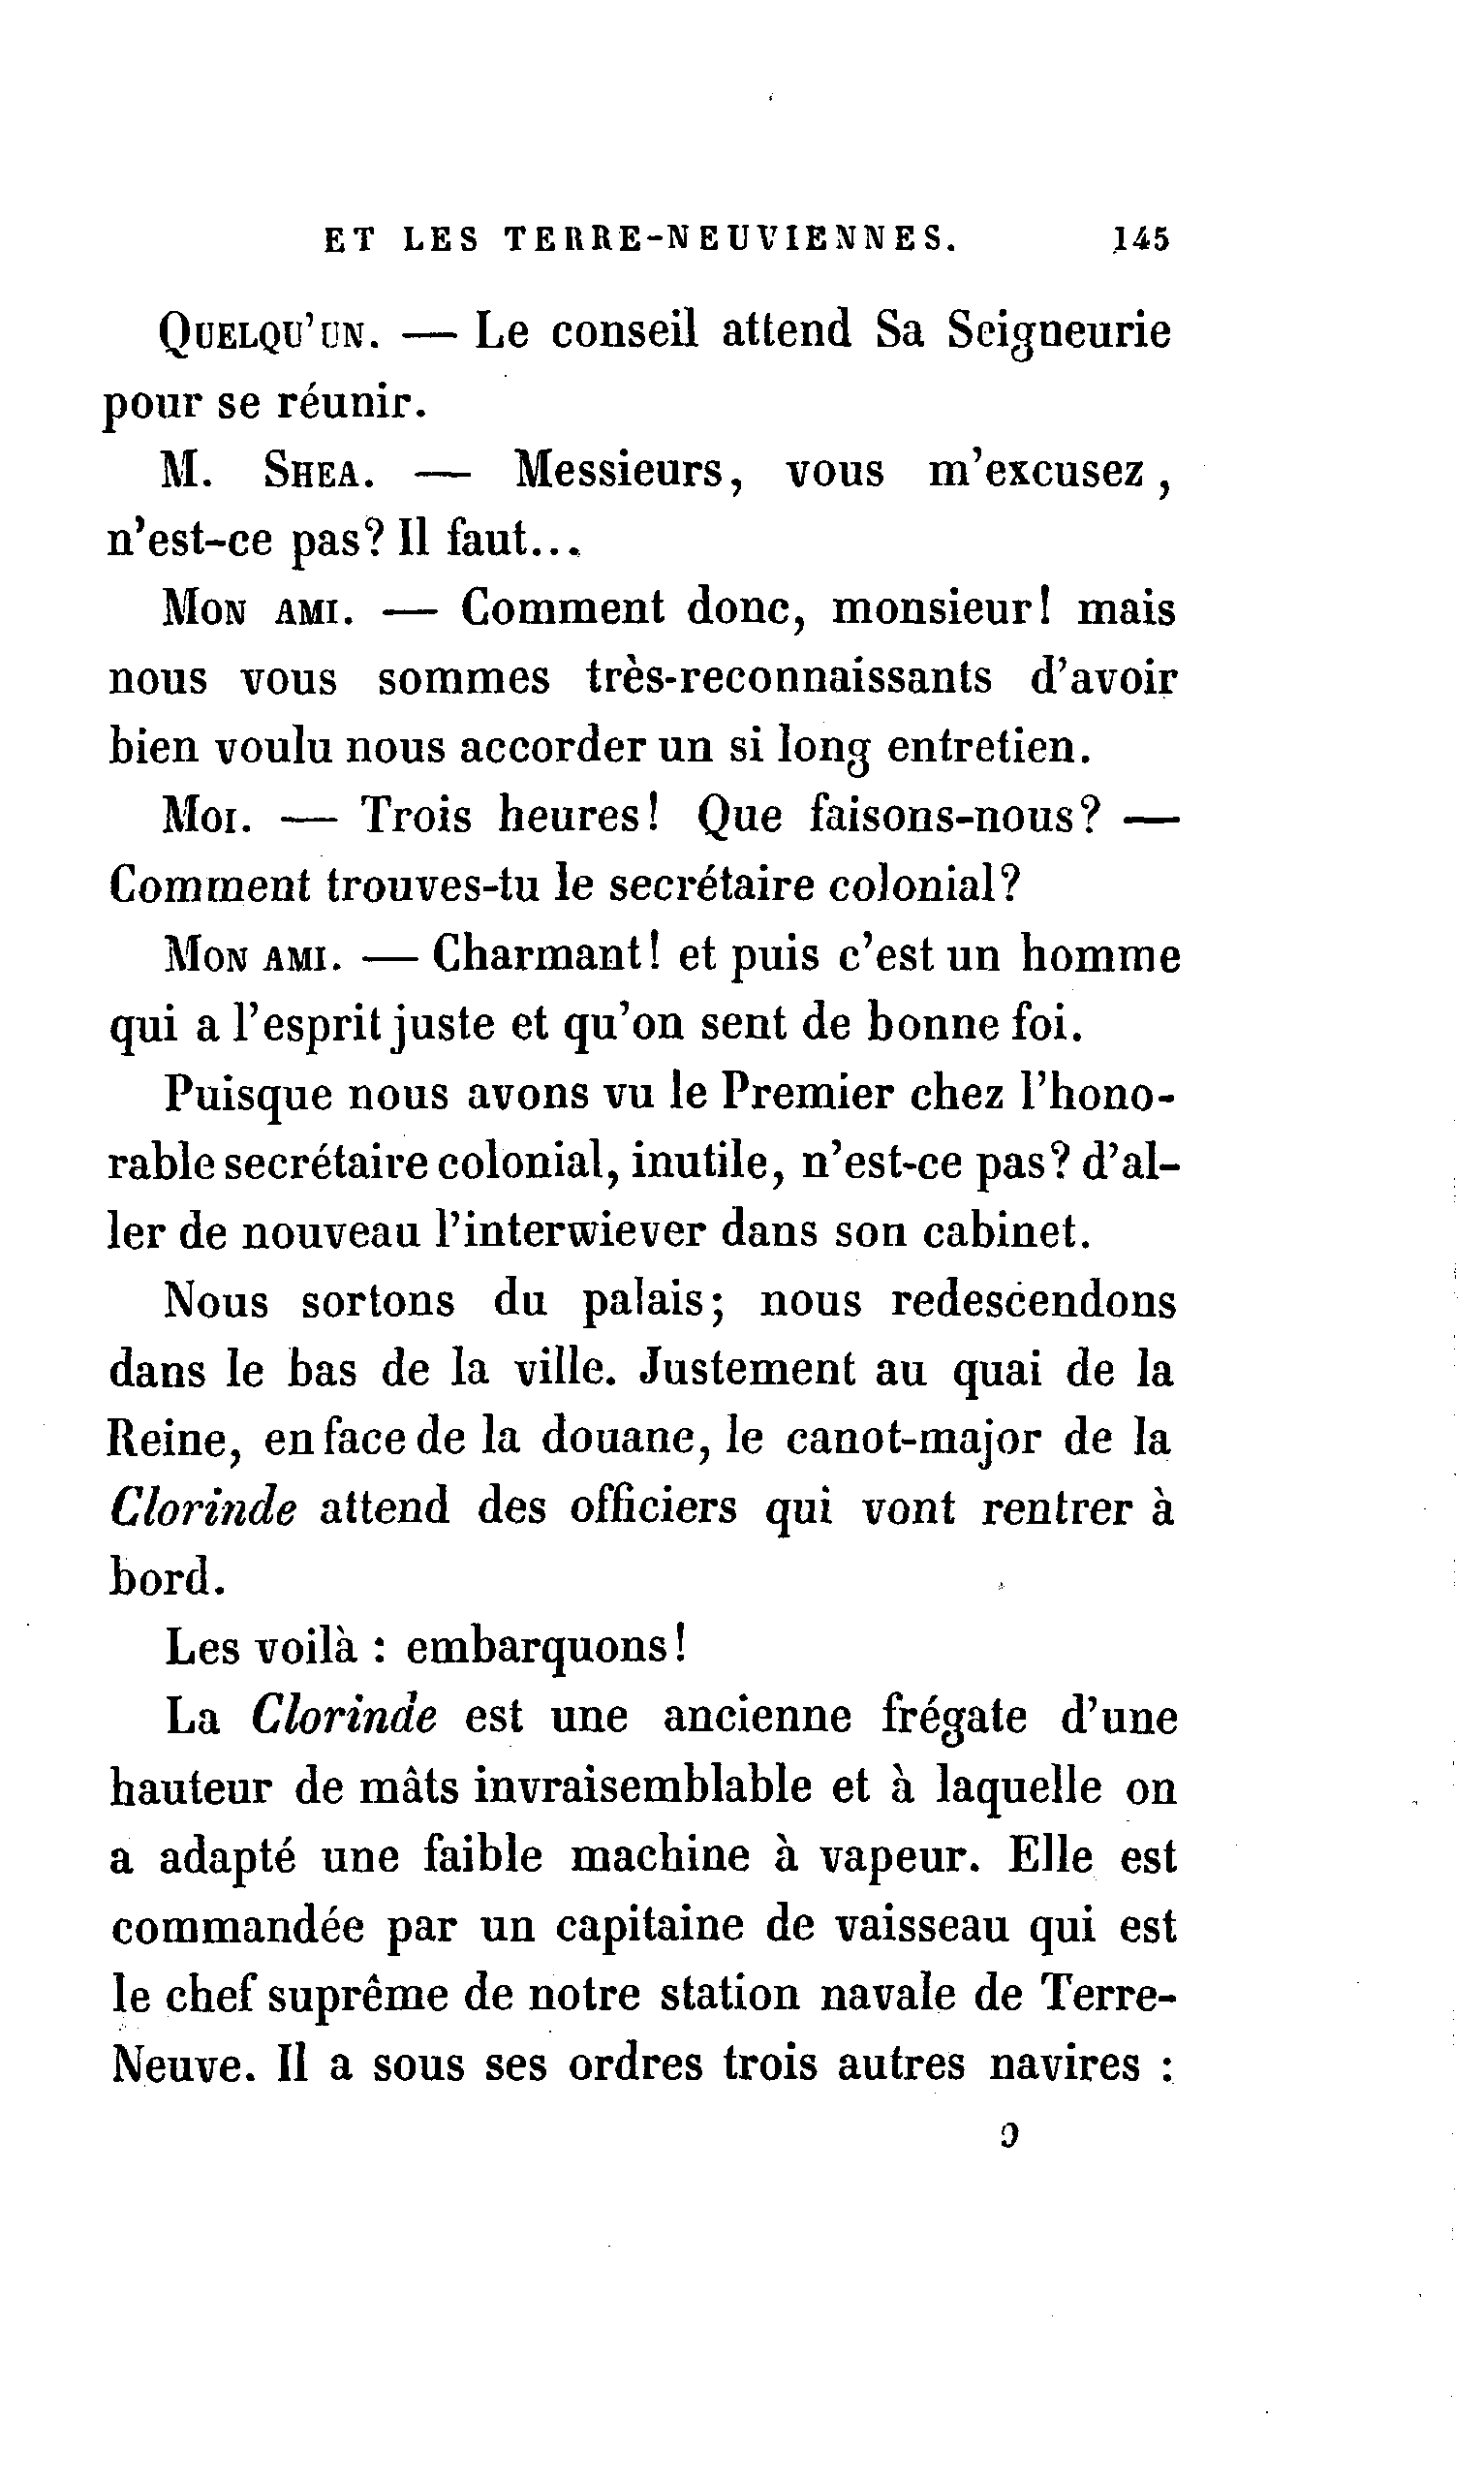 ET LES TERRE-NEUVIENNES. 145
QUELQU'UN. — Le conseil attend Sa Seigneurie
pour se réunir.
M. SHEA. — Messieurs, vous m'excusez,
n'est-ce pas? Il faut...
MON AMI. — Comment donc, monsieur! mais
nous vous sommes très-reconnaissants d'avoir
bien voulu nous accorder un si long entretien.
MOI. — Trois heures! Que faisons-nous? —
Comment trouves-tu le secrétaire colonial?
MON AMI. — Charmant! et puis c'est un homme
qui a l'esprit juste et qu'on sent de bonne foi.
Puisque nous avons vu le Premier chez l'hono-
rable secrétaire colonial, inutile, n'est-ce pas? d'al-
ler de nouveau l'interwiever dans son cabinet.
Nous sortons du palais; nous redescendons
dans le bas de la ville. Justement au quai de la
Reine, en face de la douane, le canot-major de la
Clorinde attend des officiers qui vont rentrer à
bord.
Les voilà : embarquons!
La Clorinde est une ancienne frégate d'une
hauteur de mâts invraisemblable et à laquelle on
a adapté une faible machine à vapeur. Elle est
commandée par un capitaine de vaisseau qui est
le chef suprême de notre station navale de Terre-
Neuve. Il a sous ses ordres trois autres navires :
9